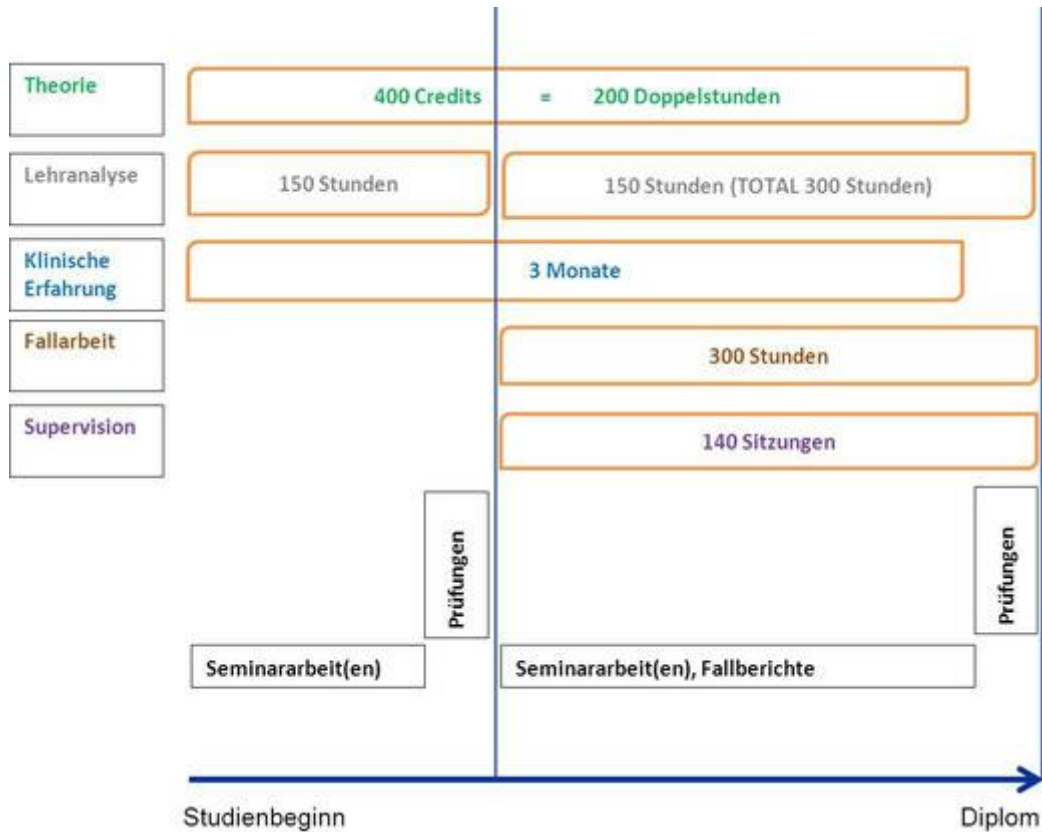 Theorie
400 Credits = 200 Doppelstunden
Lehranalyse
150 Stunden
150 Stunden (TOTAL 300 Stunden)
Klinische
Erfahrung
3 Monate
Fallarbeit
300 Stunden
Supervision
140 Sitzungen
Prüfungen
Prüfungen
Seminararbeit(en)
Seminararbeit(en), Fallberichte
Studienbeginn
Diplom